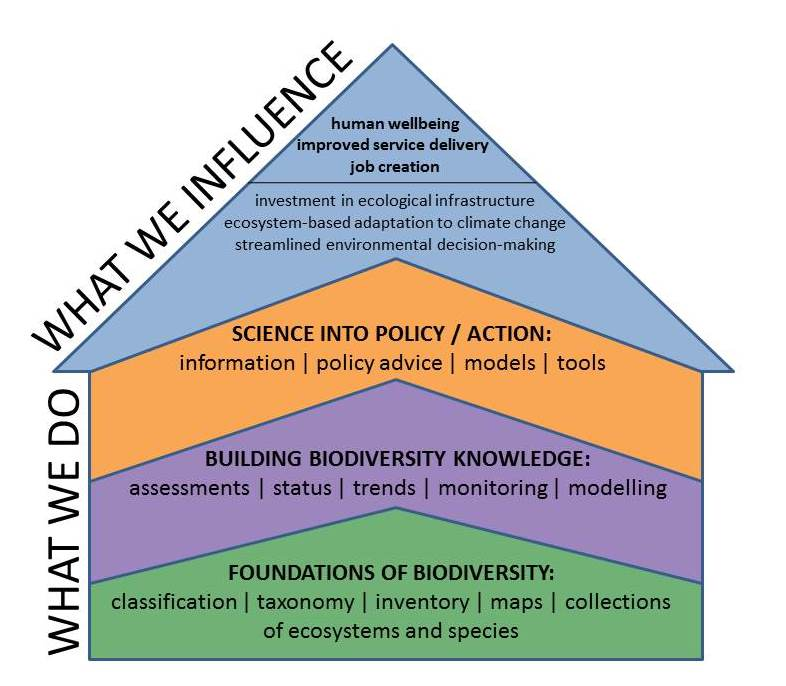 WHAT WE INFLUENCE
human wellbeing
improved service delivery
job creation
investment in ecological infrastructure
ecosystem-based adaptation to climate change
streamlined environmental decision-making
WHAT WE DO
SCIENCE INTO POLICY / ACTION:
information | policy advice | models | tools
BUILDING BIODIVERSITY KNOWLEDGE:
assessments | status | trends | monitoring | modelling
FOUNDATIONS OF BIODIVERSITY:
classification | taxonomy | inventory | maps | collections
of ecosystems and species